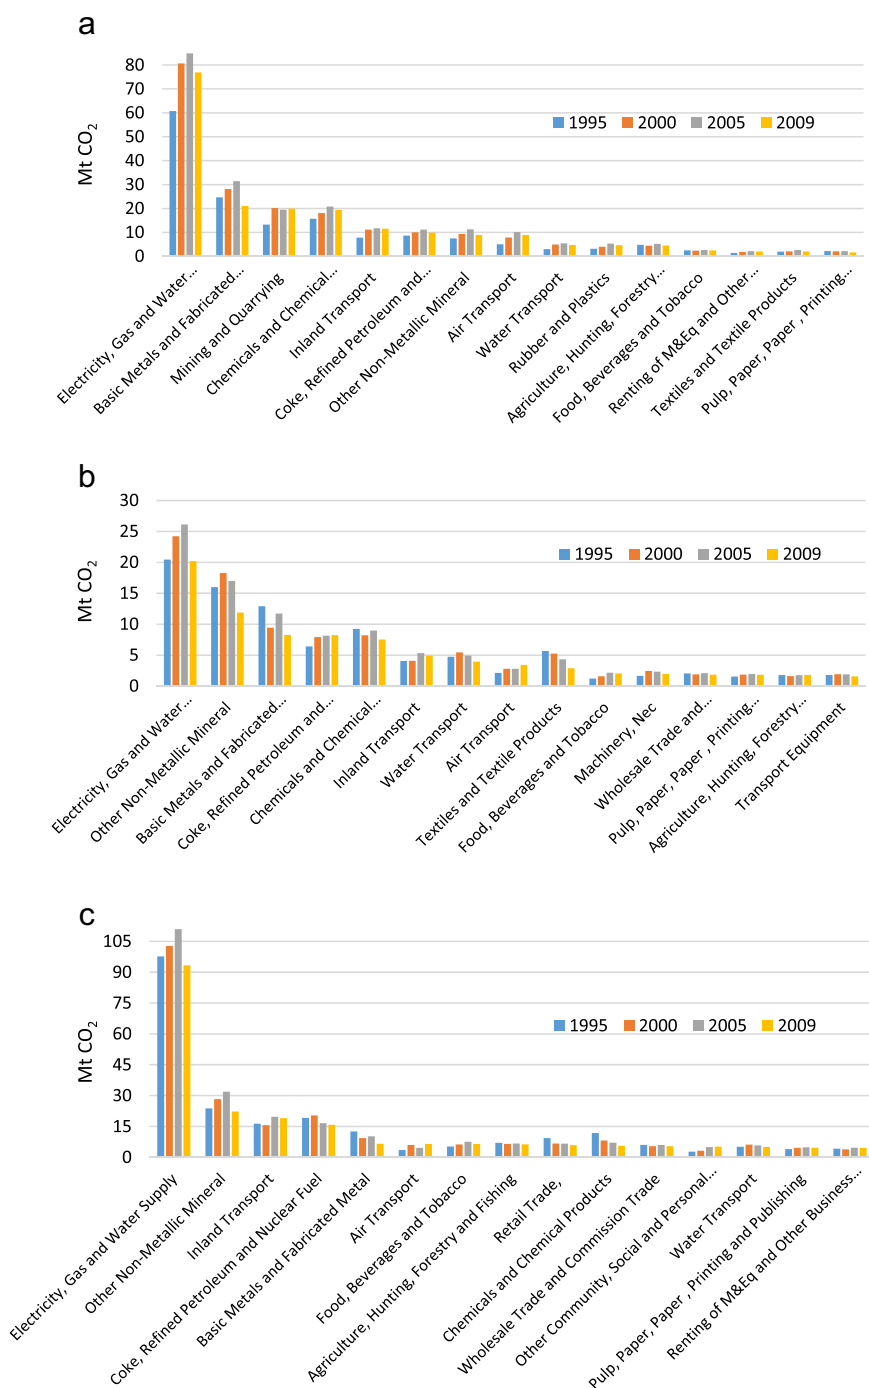 a
80
70
60
50
40
30
20
10
0
Mt CO₂
1995 2000 2005 2009
Electricity, Gas and Water...
Basic Metals and Fabricated...
Mining and Quarrying
Chemicals and Chemical...
Inland Transport
Coke, Refined Petroleum and...
Other Non-Metallic Mineral
Air Transport
Water Transport
Rubber and Plastics
Agriculture, Hunting, Forestry...
Food, Beverages and Tobacco
Renting of M&Eq and Other...
Textiles and Textile Products
Pulp, Paper, Paper , Printing...
b
30
25
20
15
10
5
0
Mt CO₂
1995 2000 2005 2009
Electricity, Gas and Water...
Other Non-Metallic Mineral
Basic Metals and Fabricated...
Coke, Refined Petroleum and...
Chemicals and Chemical...
Inland Transport
Water Transport
Air Transport
Textiles and Textile Products
Food, Beverages and Tobacco
Machinery, Nec
Wholesale Trade and...
Pulp, Paper, Paper , Printing...
Agriculture, Hunting, Forestry...
Transport Equipment
c
105
90
75
60
45
30
15
0
Mt CO₂
1995 2000 2005 2009
Electricity, Gas and Water Supply
Other Non-Metallic Mineral
Inland Transport
Coke, Refined Petroleum and Nuclear Fuel
Basic Metals and Fabricated Metal
Air Transport
Food, Beverages and Tobacco
Agriculture, Hunting, Forestry and Fishing
Retail Trade,
Chemicals and Chemical Products
Wholesale Trade and Commission Trade
Other Community, Social and Personal...
Water Transport
Pulp, Paper, Paper , Printing and Publishing
Renting of M&Eq and Other Business...